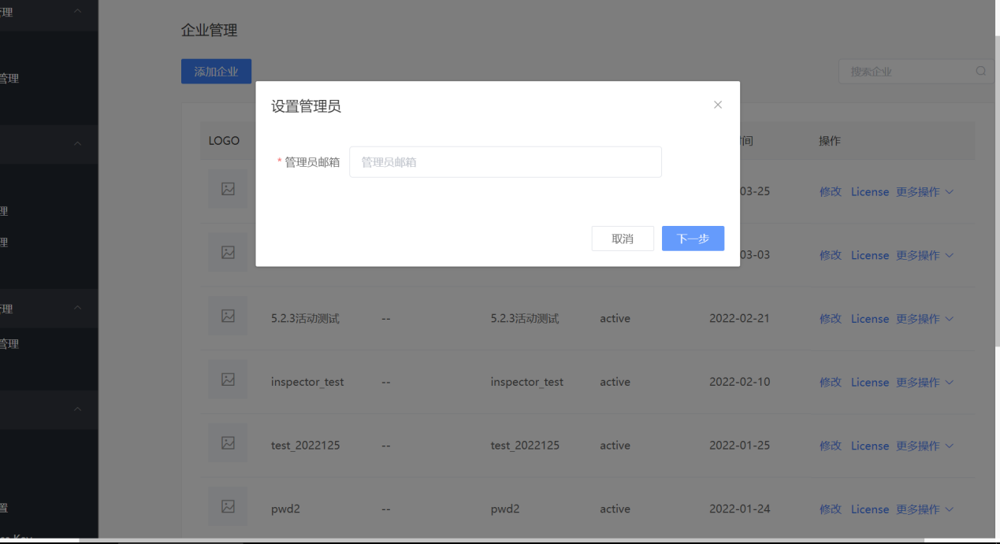 管理
管理
理
理
管理
管理
置
企业管理
添加企业
搜索企业
设置管理员
* 管理员邮箱 管理员邮箱
取消 下一步
LOGO 间 操作
03-25 修改 License 更多操作
03-03 修改 License 更多操作
5.2.3活动测试 -- 5.2.3活动测试 active 2022-02-21 修改 License 更多操作
inspector_test -- inspector_test active 2022-02-10 修改 License 更多操作
test_2022125 -- test_2022125 active 2022-01-25 修改 License 更多操作
pwd2 -- pwd2 active 2022-01-24 修改 License 更多操作